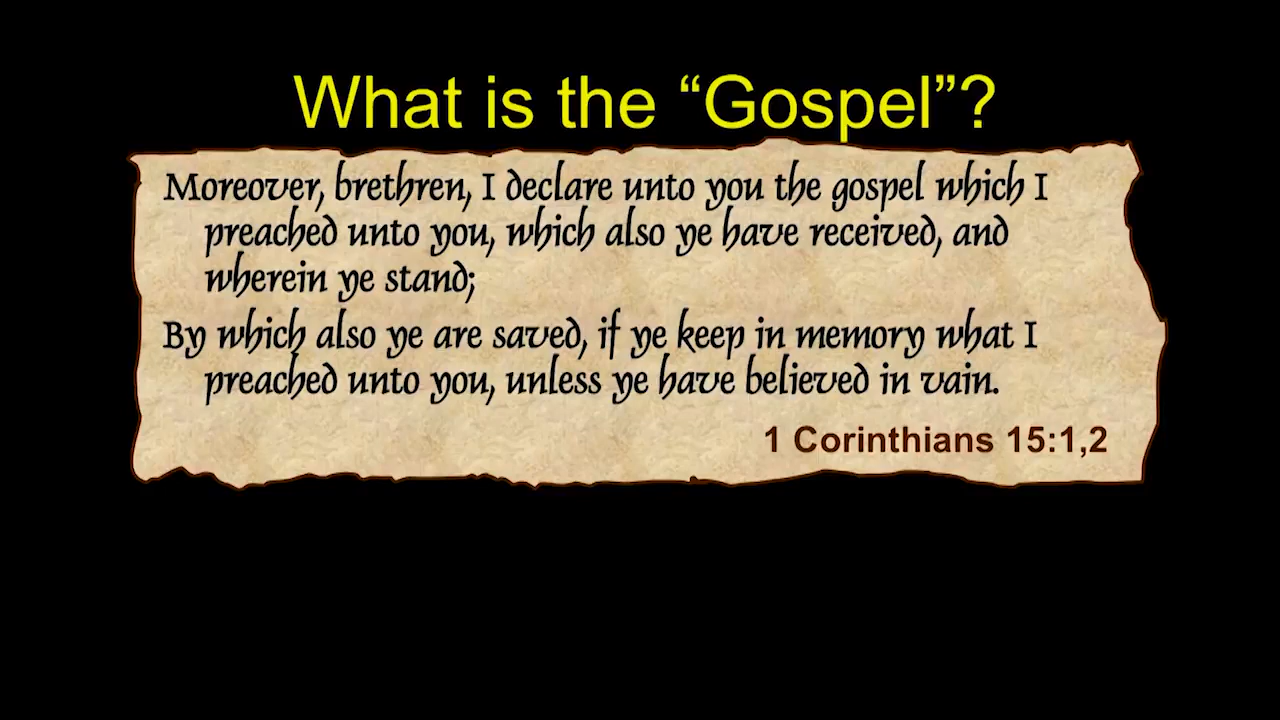 What is the “Gospel”?
Moreover, brethren, I declare unto you the gospel which I
preached unto you, which also ye have received, and
wherein ye stand;
By which also ye are saved, if ye keep in memory what I
preached unto you, unless ye have believed in vain.
1 Corinthians 15:1,2